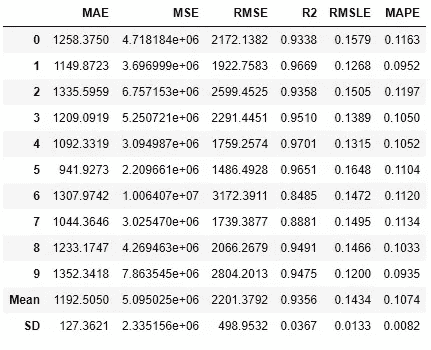 MAE MSE RMSE R2 RMSLE MAPE
0 1258.3750 4.718184e+06 2172.1382 0.9338 0.1579 0.1163
1 1149.8723 3.696999e+06 1922.7583 0.9669 0.1268 0.0952
2 1335.5959 6.757153e+06 2599.4525 0.9358 0.1505 0.1197
3 1209.0919 5.250721e+06 2291.4451 0.9510 0.1389 0.1050
4 1092.3319 3.094987e+06 1759.2574 0.9701 0.1315 0.1052
5 941.9273 2.209661e+06 1486.4928 0.9651 0.1648 0.1104
6 1307.9742 1.006407e+07 3172.3911 0.8485 0.1472 0.1120
7 1044.3646 3.025470e+06 1739.3877 0.8881 0.1495 0.1134
8 1233.1747 4.269463e+06 2066.2679 0.9491 0.1466 0.1033
9 1352.3418 7.863545e+06 2804.2013 0.9475 0.1200 0.0935
Mean 1192.5050 5.095025e+06 2201.3792 0.9356 0.1434 0.1074
SD 127.3621 2.335156e+06 498.9532 0.0367 0.0133 0.0082